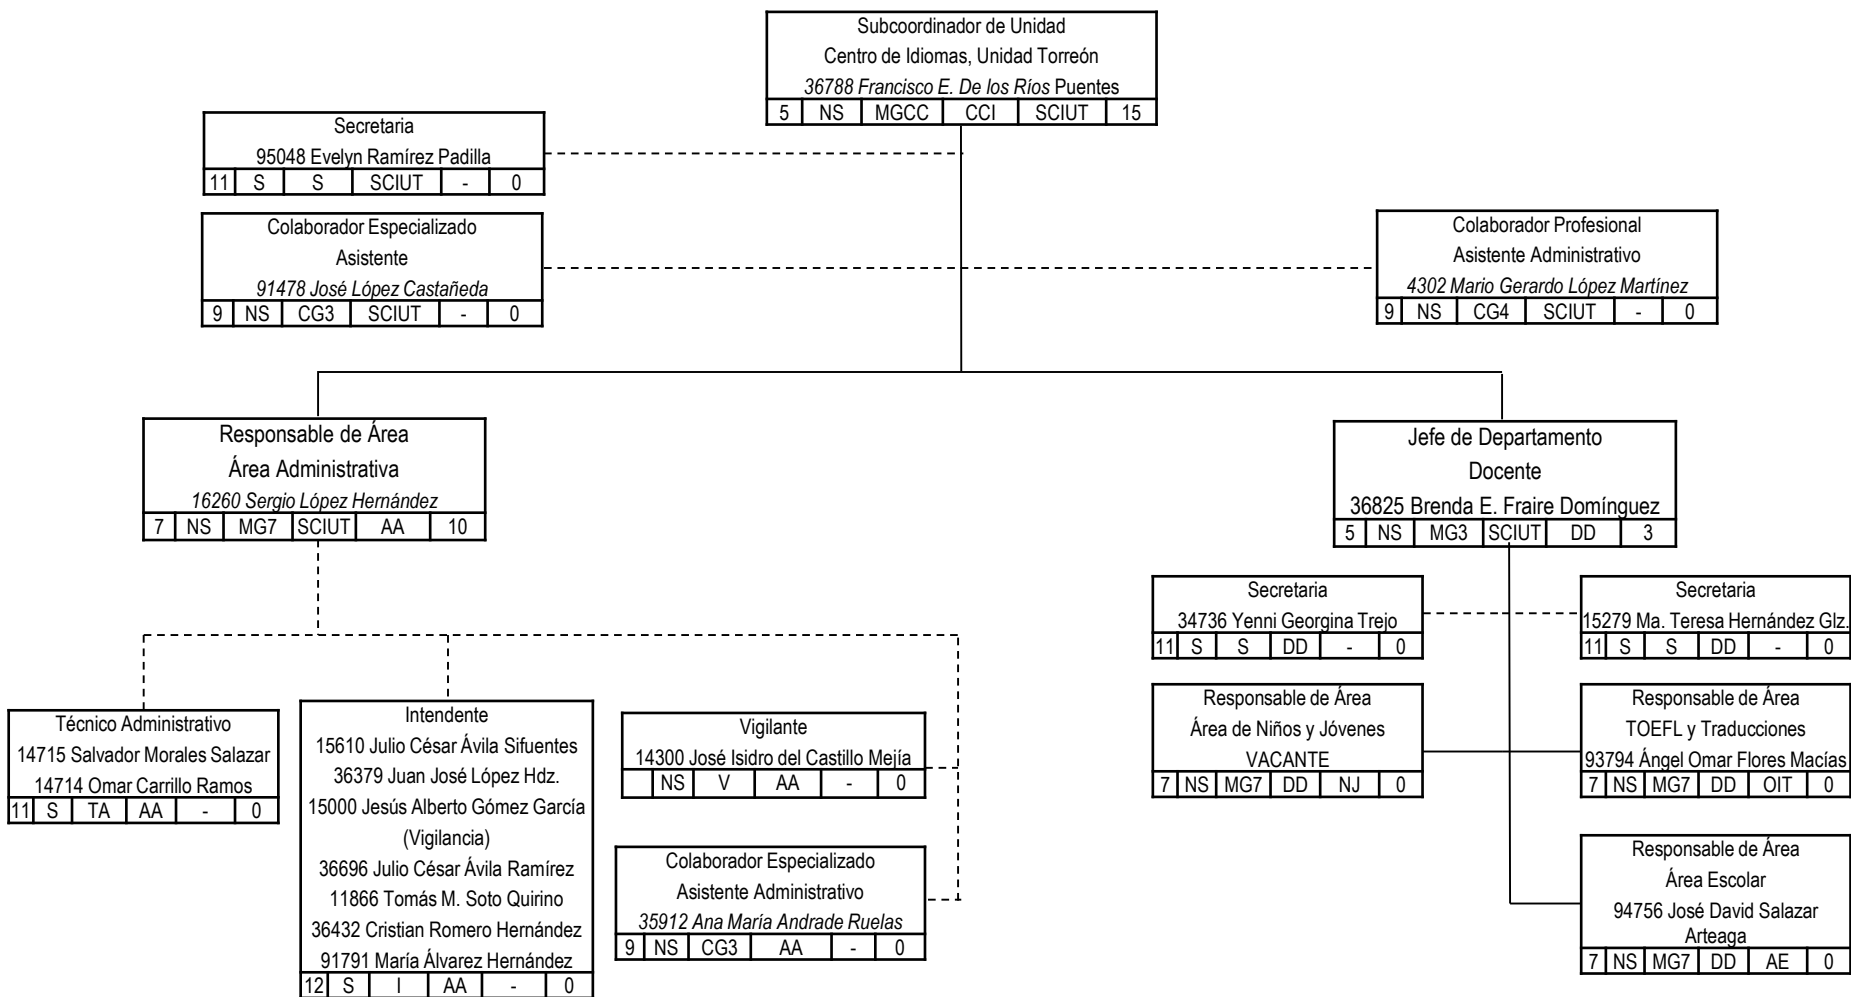 Subcoordinador de Unidad
Centro de Idiomas, Unidad Torreón
36788 Francisco E. De los Ríos Puentes
5 NS MGCC CCI SCIUT 15
Secretaria
95048 Evelyn Ramírez Padilla
11 S S SCIUT - 0
Colaborador Especializado
Asistente
91478 José López Castañeda
9 NS CG3 SCIUT - 0
Colaborador Profesional
Asistente Administrativo
4302 Mario Gerardo López Martínez
9 NS CG4 SCIUT - 0
Responsable de Área
Área Administrativa
16260 Sergio López Hernández
7 NS MG7 SCIUT AA 10
Jefe de Departamento
Docente
36825 Brenda E. Fraire Domínguez
5 NS MG3 SCIUT DD 3
Técnico Administrativo
14715 Salvador Morales Salazar
14714 Omar Carrillo Ramos
11 S TA AA - 0
Intendente
15610 Julio César Ávila Sifuentes
36379 Juan José López Hdz.
15000 Jesús Alberto Gómez García
(Vigilancia)
36696 Julio César Ávila Ramírez
11866 Tomás M. Soto Quirino
36432 Cristian Romero Hernández
91791 María Álvarez Hernández
12 S I AA - 0
Vigilante
14300 José Isidro del Castillo Mejía
NS V AA - 0
Colaborador Especializado
Asistente Administrativo
35912 Ana María Andrade Ruelas
9 NS CG3 AA - 0
Secretaria
34736 Yenni Georgina Trejo
11 S S DD - 0
Secretaria
15279 Ma. Teresa Hernández Glz.
11 S S DD - 0
Responsable de Área
Área de Niños y Jóvenes
VACANTE
7 NS MG7 DD NJ 0
Responsable de Área
TOEFL y Traducciones
93794 Ángel Omar Flores Macías
7 NS MG7 DD OIT 0
Responsable de Área
Área Escolar
94756 José David Salazar
Arteaga
7 NS MG7 DD AE 0